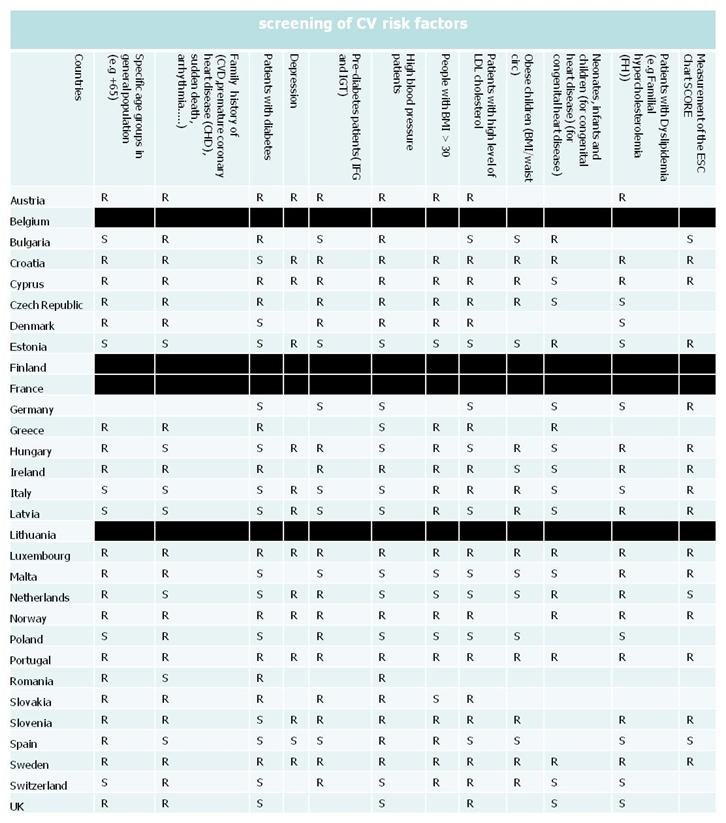 screening of CV risk factors
Countries
Specific age groups in
general population
(e.g +65)
Family history of
(CVD,premature coronary
heart disease (CHD),
sudden death,
arrhythmia.....)
Patients with diabetes
Depression
Pre-diabetes patients( IFG
and IGT)
High blood pressure
patients
People with BMI > 30
Patients with high level of
LDL cholesterol
Obese children (BMI/waist
circ)
Neonates, infants and
children (for congenital
heart disease) (for
congenital heart disease)
Patients with Dyslipidemia
(e.g Familial
hypercholesterolemia
(FH))
Measurement of the ESC
Chart SCORE
Austria R R R R R R R R R
Belgium
Bulgaria S R R S R S S R S
Croatia R R S R R R R R R R R R
Cyprus R R R R R R R R R S R R
Czech Republic R R R R R R R R S S
Denmark R R S R R R R S
Estonia S S S R S S S S S R S R
Finland
France
Germany S S S S S S R
Greece R R R S R R R
Hungary R S S R R S R S R S R R
Ireland R R R R R R R S S R R
Italy S S S R S S R R R S S R
Latvia S S S R S S R S R S R R
Lithuania
Luxembourg R R R R R R R R R R R R
Malta R R S S S S S S S R R
Netherlands R S S R R S S S S R R S
Norway R R R R R R R R R R R
Poland S R S R S S S S S
Portugal R R R R R R R R R R R R
Romania R S R R
Slovakia R R R R R S R
Slovenia R R S R R R R R R R R
Spain R S S S S R R S S S S
Sweden R R R R R R R R R R R R
Switzerland S R S R S R R R S S
UK R R S S R S S